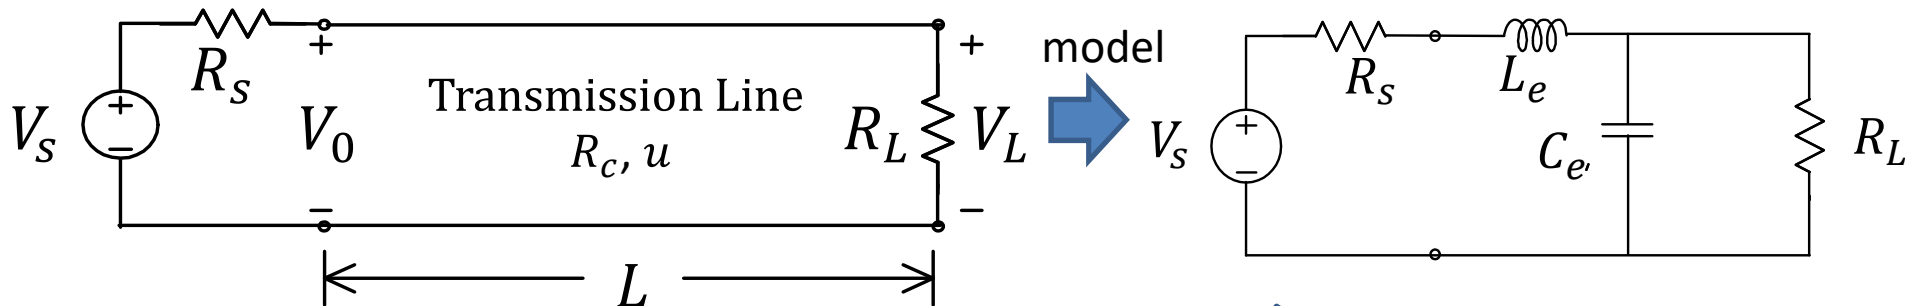 R_s
+
Transmission Line
R_c, u
V_s
+
−
V_0
R_L
+
V_L
−
−
L
model
R_s
L_e
V_s
+
−
C_e'
R_L